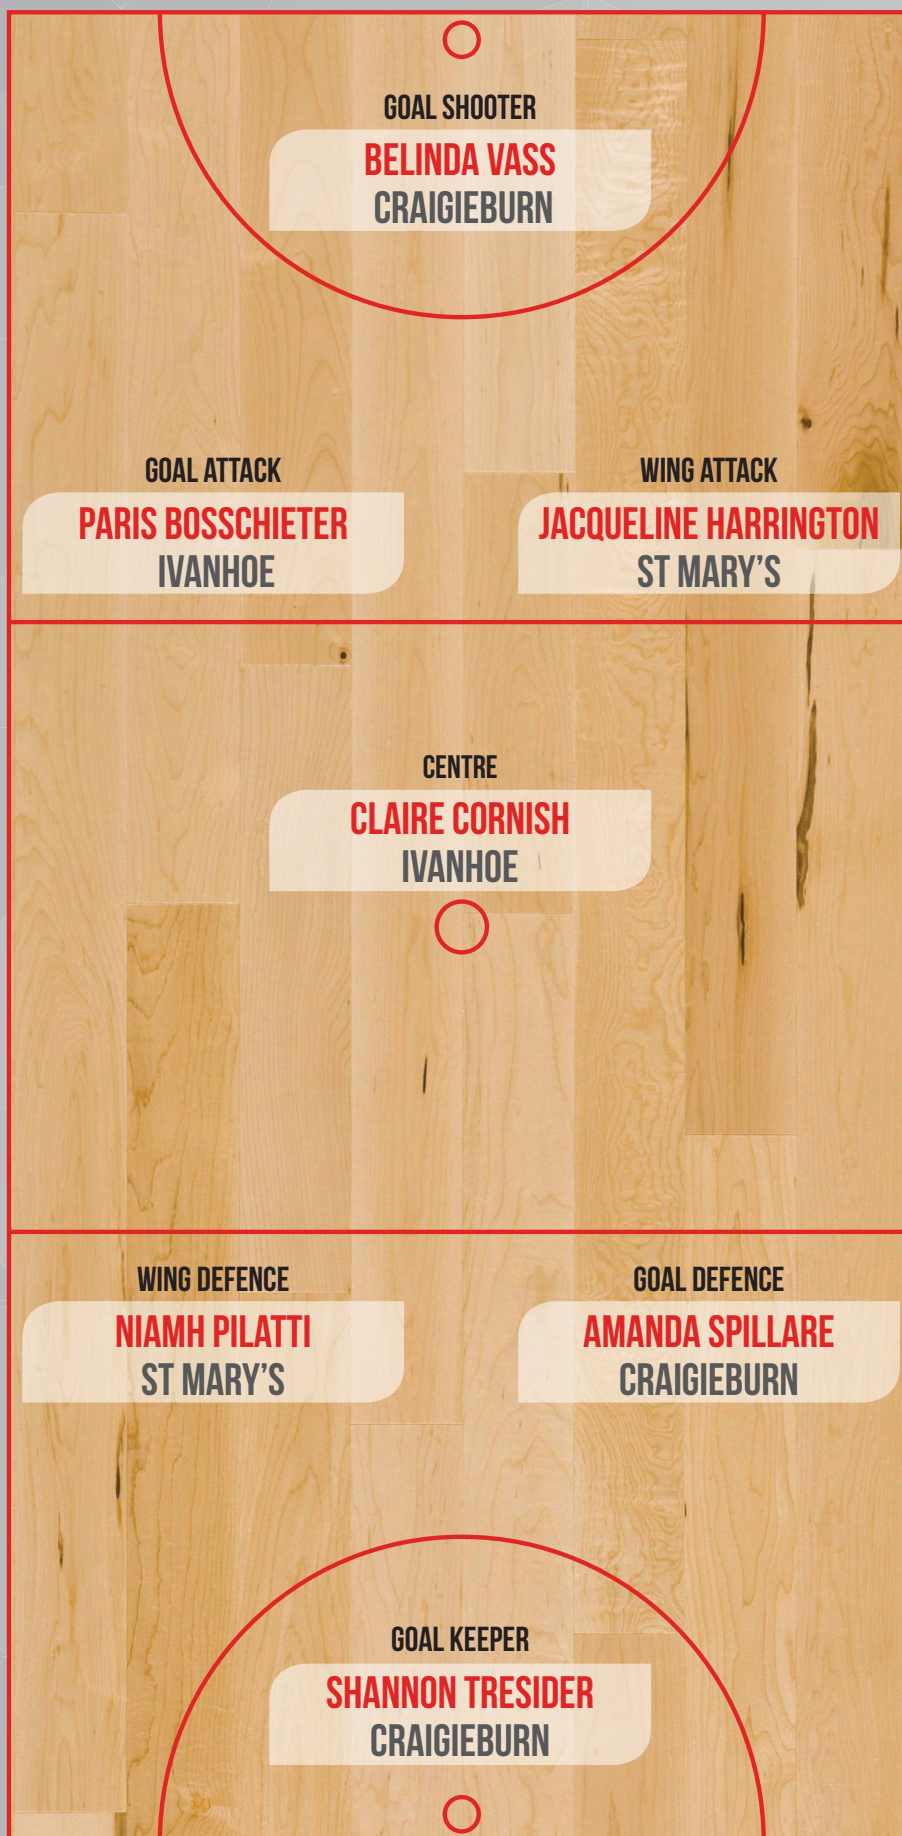 GOAL SHOOTER
BELINDA VASS
CRAIGIEBURN
GOAL ATTACK
PARIS BOSSCHIETER
IVANHOE
WING ATTACK
JACQUELINE HARRINGTON
ST MARY'S
CENTRE
CLAIRE CORNISH
IVANHOE
WING DEFENCE
NIAMH PILATTI
ST MARY'S
GOAL DEFENCE
AMANDA SPILLARE
CRAIGIEBURN
GOAL KEEPER
SHANNON TRESIDER
CRAIGIEBURN